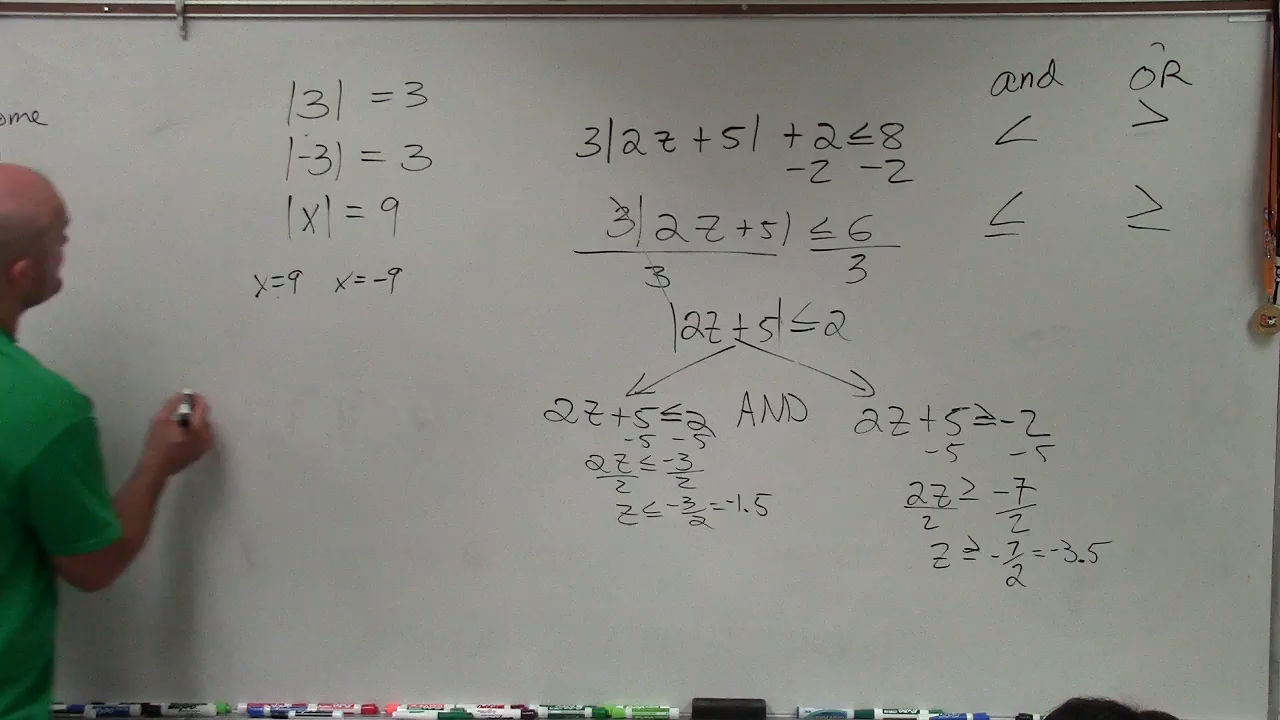 |3| = 3
|-3| = 3
|x| = 9
x=9 x=-9
3|2z+5| +2≤8
-2 -2
3|2z+5| ≤ 6
3 3
|2z+5|≤2
2z+5≤2 AND 2z+5≥-2
-5 -5 -5 -5
2z ≤ -3
2 2
z ≤ -3/2 = -1.5
2z ≥ -7
2 2
z ≥ -7/2 = -3.5
and OR
< >
≤ ≥